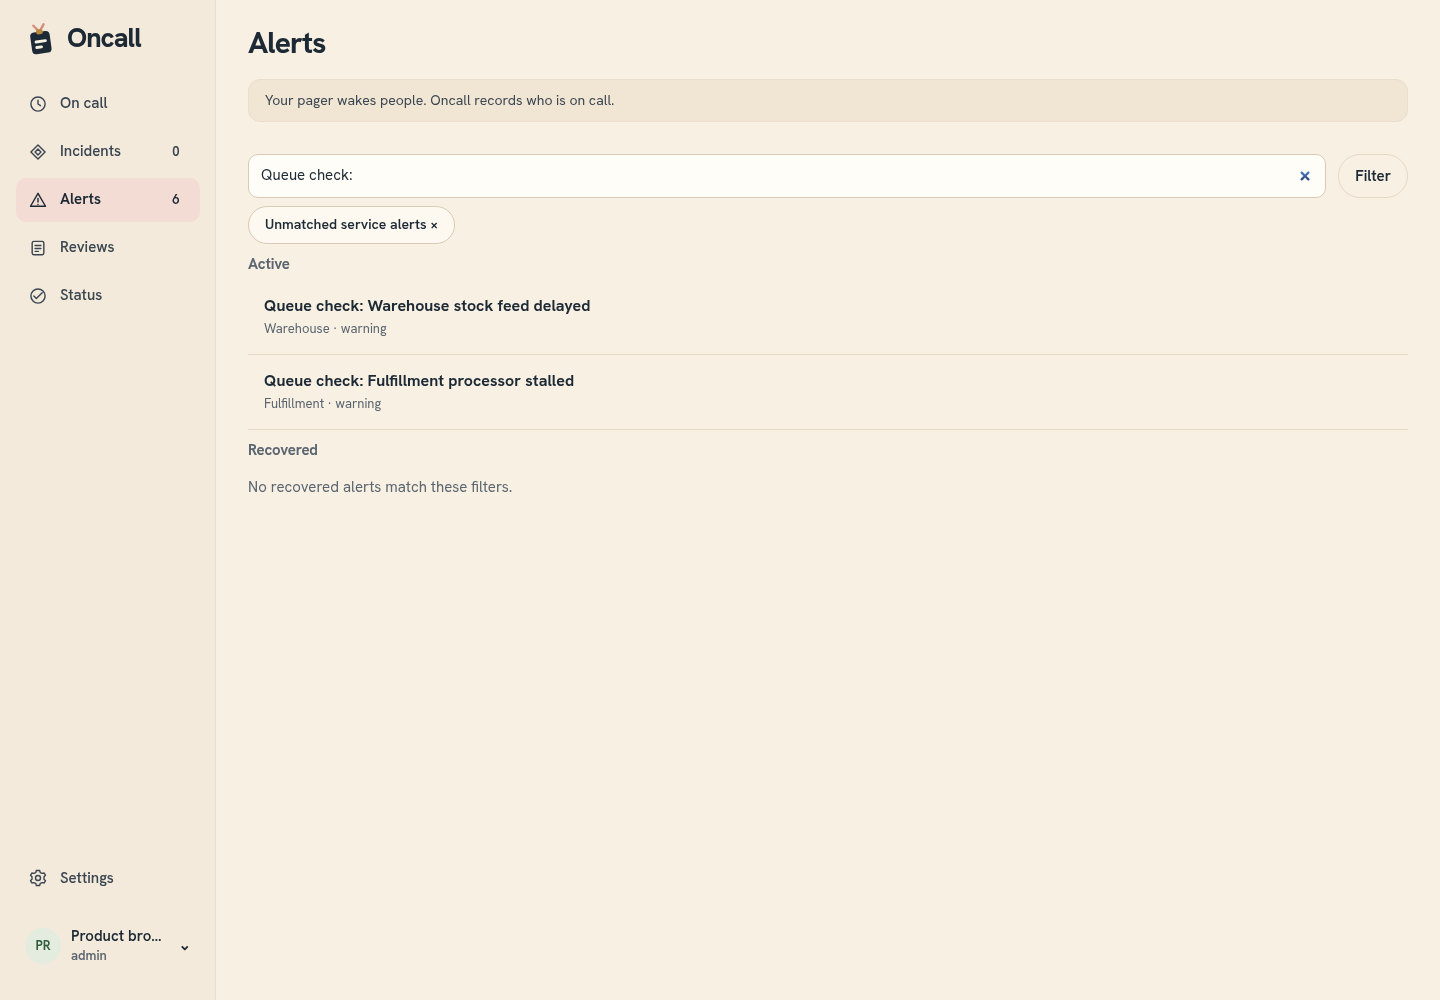 Oncall
On call
Incidents 0
Alerts 6
Reviews
Status
Settings
PR
Product bro...
admin
Alerts
Your pager wakes people. Oncall records who is on call.
Queue check: ×
Filter
Unmatched service alerts ×
Active
Queue check: Warehouse stock feed delayed
Warehouse · warning
Queue check: Fulfillment processor stalled
Fulfillment · warning
Recovered
No recovered alerts match these filters.